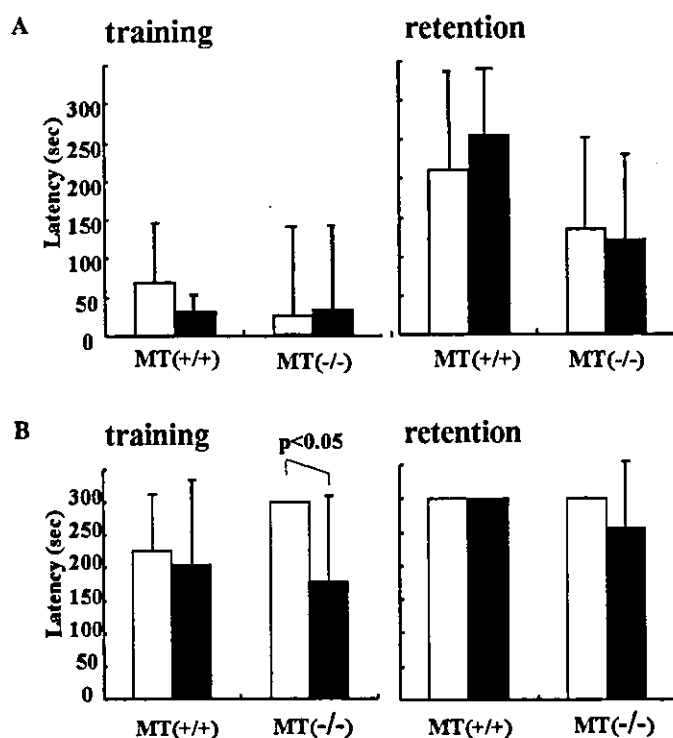 A
training
retention
Latency (sec)
300
250
200
150
100
50
0
MT(+/+)
MT(-/-)
MT(+/+)
MT(-/-)
B
training
retention
p<0.05
Latency (sec)
300
250
200
150
100
50
0
MT(+/+)
MT(-/-)
MT(+/+)
MT(-/-)